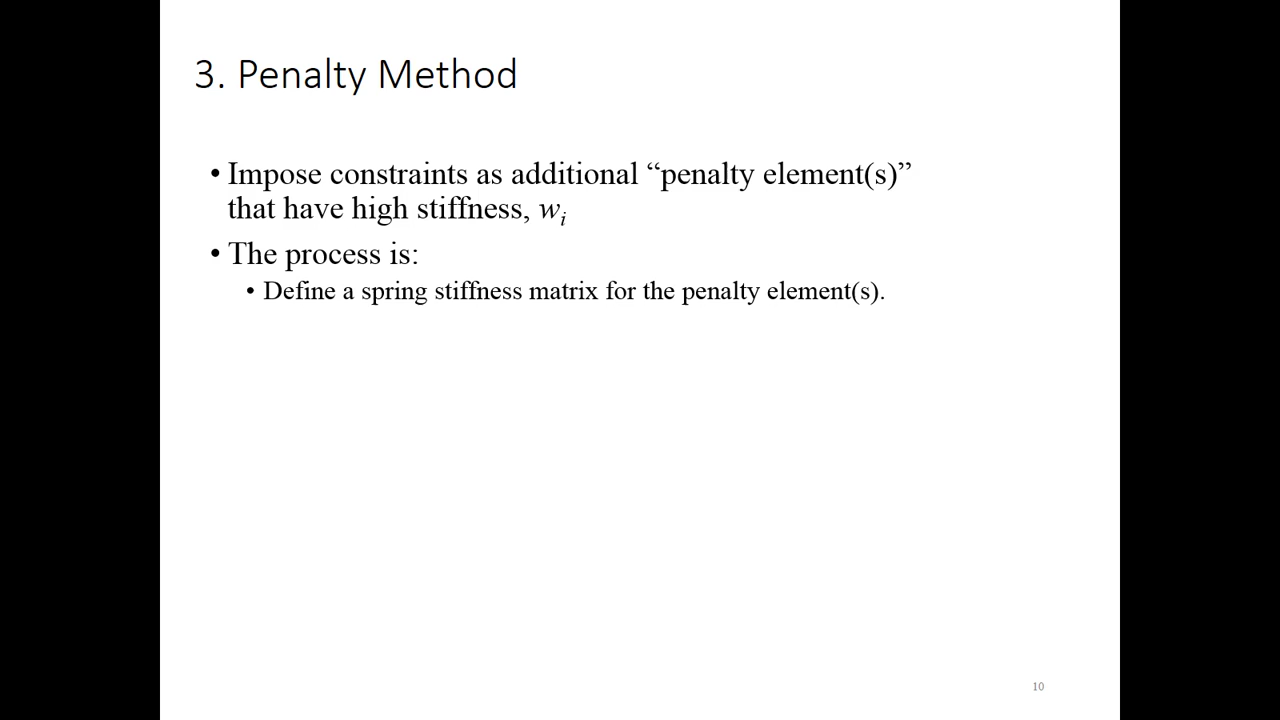 3. Penalty Method
• Impose constraints as additional “penalty element(s)”
that have high stiffness, wᵢ
• The process is:
• Define a spring stiffness matrix for the penalty element(s).
10